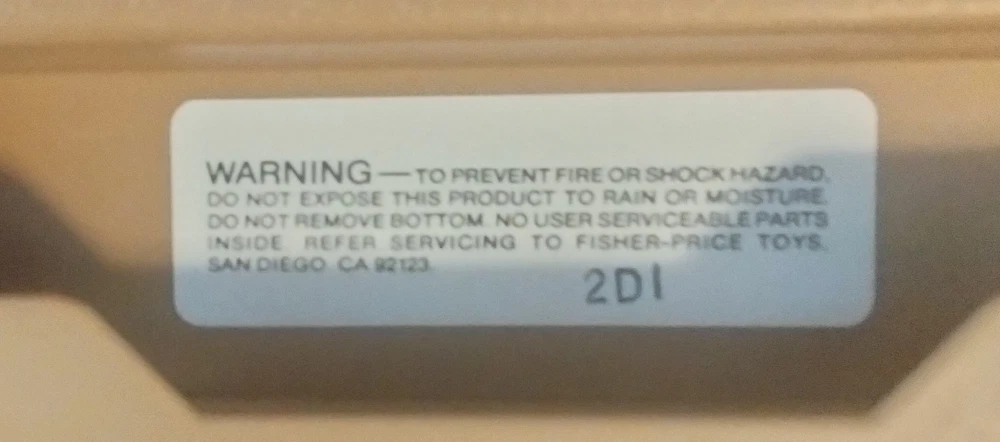 WARNING — TO PREVENT FIRE OR SHOCK HAZARD,
DO NOT EXPOSE THIS PRODUCT TO RAIN OR MOISTURE.
DO NOT REMOVE BOTTOM. NO USER SERVICEABLE PARTS
INSIDE. REFER SERVICING TO FISHER-PRICE TOYS,
SAN DIEGO CA 92123.
2D1